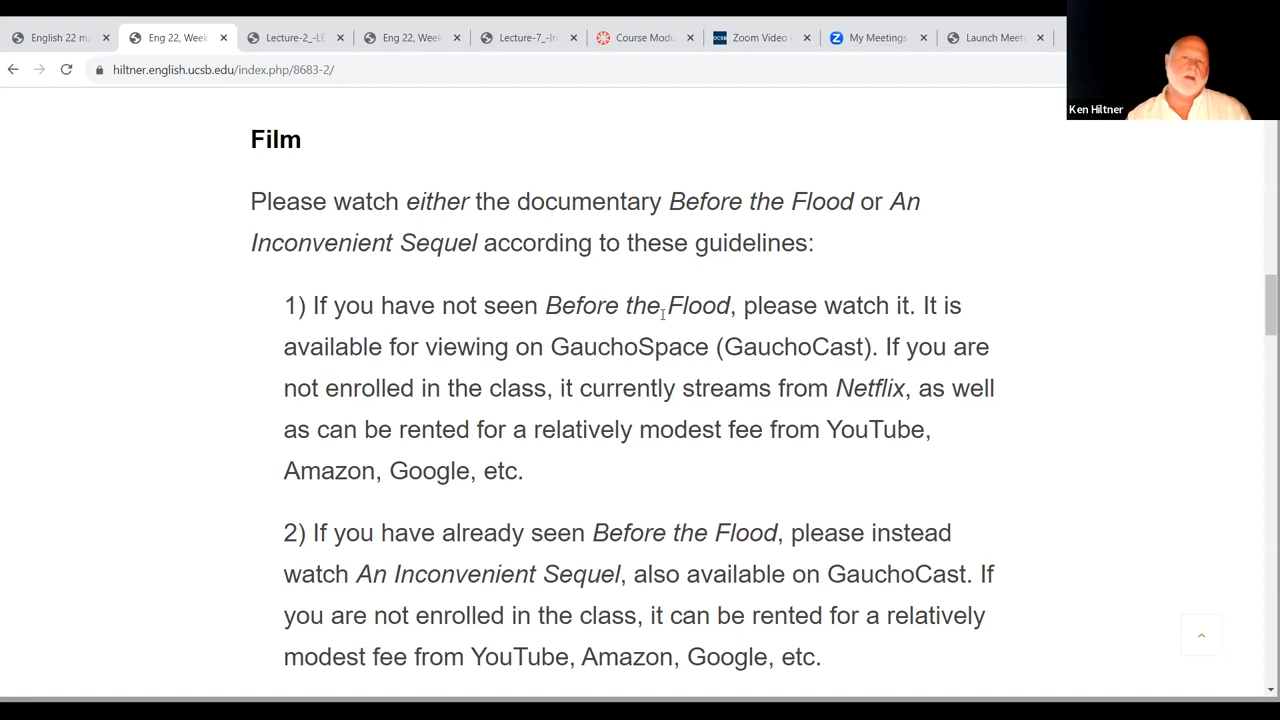 English 22 ma
Eng 22, Week
Lecture-2_-LE
Eng 22, Week
Lecture-7_-In
Course Modu
UCSB
Zoom Video
My Meetings
Launch Meet
hiltner.english.ucsb.edu/index.php/8683-2/
Ken Hiltner
Film
Please watch either the documentary Before the Flood or An
Inconvenient Sequel according to these guidelines:
1) If you have not seen Before the Flood, please watch it. It is
available for viewing on GauchoSpace (GauchoCast). If you are
not enrolled in the class, it currently streams from Netflix, as well
as can be rented for a relatively modest fee from YouTube,
Amazon, Google, etc.
2) If you have already seen Before the Flood, please instead
watch An Inconvenient Sequel, also available on GauchoCast. If
you are not enrolled in the class, it can be rented for a relatively
modest fee from YouTube, Amazon, Google, etc.